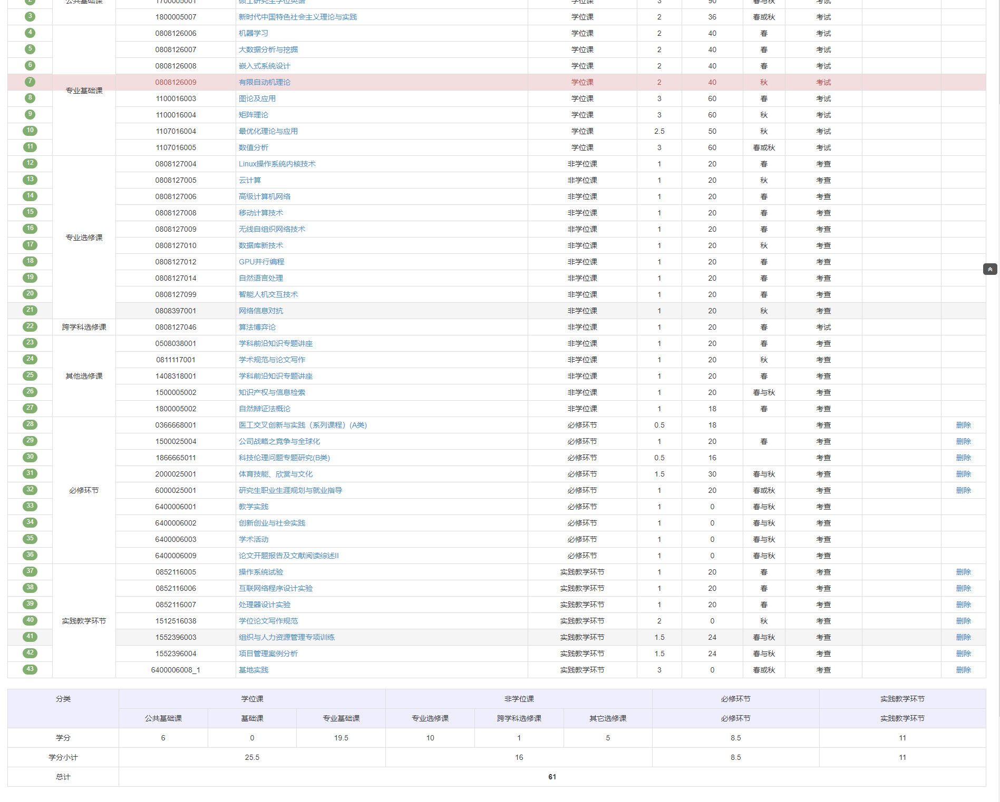 2 公共基础课 1700005001 硕士研究生学位英语 学位课 3 90 春与秋 考试
3 1800005007 新时代中国特色社会主义理论与实践 学位课 2 36 春或秋 考试
4 0808126006 机器学习 学位课 2 40 春 考试
5 0808126007 大数据分析与挖掘 学位课 2 40 春 考试
6 0808126008 嵌入式系统设计 学位课 2 40 春 考试
7 0808126009 有限自动机理论 学位课 2 40 秋 考试
专业基础课
8 1100016003 图论及应用 学位课 3 60 春 考试
9 1100016004 矩阵理论 学位课 3 60 秋 考试
10 1107016004 最优化理论与应用 学位课 2.5 50 秋 考试
11 1107016005 数值分析 学位课 3 60 春或秋 考试
12 0808127004 Linux操作系统内核技术 非学位课 1 20 春 考查
13 0808127005 云计算 非学位课 1 20 秋 考查
14 0808127006 高级计算机网络 非学位课 1 20 春 考查
15 0808127008 移动计算技术 非学位课 1 20 春 考查
16 0808127009 无线自组织网络技术 非学位课 1 20 春 考查
专业选修课
17 0808127010 数据库新技术 非学位课 1 20 秋 考查
18 0808127012 GPU并行编程 非学位课 1 20 春 考查
19 0808127014 自然语言处理 非学位课 1 20 春 考查
20 0808127099 智能人机交互技术 非学位课 1 20 春 考查
21 0808397001 网络信息对抗 非学位课 1 20 秋 考查
22 跨学科选修课 0808127046 算法博弈论 非学位课 1 20 春 考试
23 0508038001 学科前沿知识专题讲座 非学位课 1 20 春 考查
24 0811117001 学术规范与论文写作 非学位课 1 20 秋 考查
25 其他选修课 1408318001 学科前沿知识专题讲座 非学位课 1 20 春 考查
26 1500005002 知识产权与信息检索 非学位课 1 20 春与秋 考查
27 1800005002 自然辩证法概论 非学位课 1 18 春 考查
28 0366668001 医工交叉创新与实践（系列课程）(A类) 必修环节 0.5 18 考查 删除
29 1500025004 公司战略之竞争与全球化 必修环节 1 20 春 考查 删除
30 1866665011 科技伦理问题专题研究(B类) 必修环节 0.5 16 考查 删除
31 2000025001 体育技能、欣赏与文化 必修环节 1.5 30 春与秋 考查 删除
32 必修环节 6000025001 研究生职业生涯规划与就业指导 必修环节 1 20 春或秋 考查 删除
33 6400006001 教学实践 必修环节 1 0 春与秋 考查
34 6400006002 创新创业与社会实践 必修环节 1 0 春与秋 考查
35 6400006003 学术活动 必修环节 1 0 春与秋 考查
36 6400006009 论文开题报告及文献阅读综述II 必修环节 1 0 春与秋 考查
37 0852116005 操作系统试验 实践教学环节 1 20 春 考查 删除
38 0852116006 互联网络程序设计实验 实践教学环节 1 20 春 考查 删除
39 0852116007 处理器设计实验 实践教学环节 1 20 春 考查 删除
40 实践教学环节 1512516038 学位论文写作规范 实践教学环节 2 0 秋 考查 删除
41 1552396003 组织与人力资源管理专项训练 实践教学环节 1.5 24 春与秋 考查 删除
42 1552396004 项目管理案例分析 实践教学环节 1.5 24 春与秋 考查 删除
43 6400006008_1 基地实践 实践教学环节 3 0 春或秋 考查 删除
分类 学位课 非学位课 必修环节 实践教学环节
公共基础课 基础课 专业基础课 专业选修课 跨学科选修课 其它选修课 必修环节 实践教学环节
学分 6 0 19.5 10 1 5 8.5 11
学分小计 25.5 16 8.5 11
总计 61